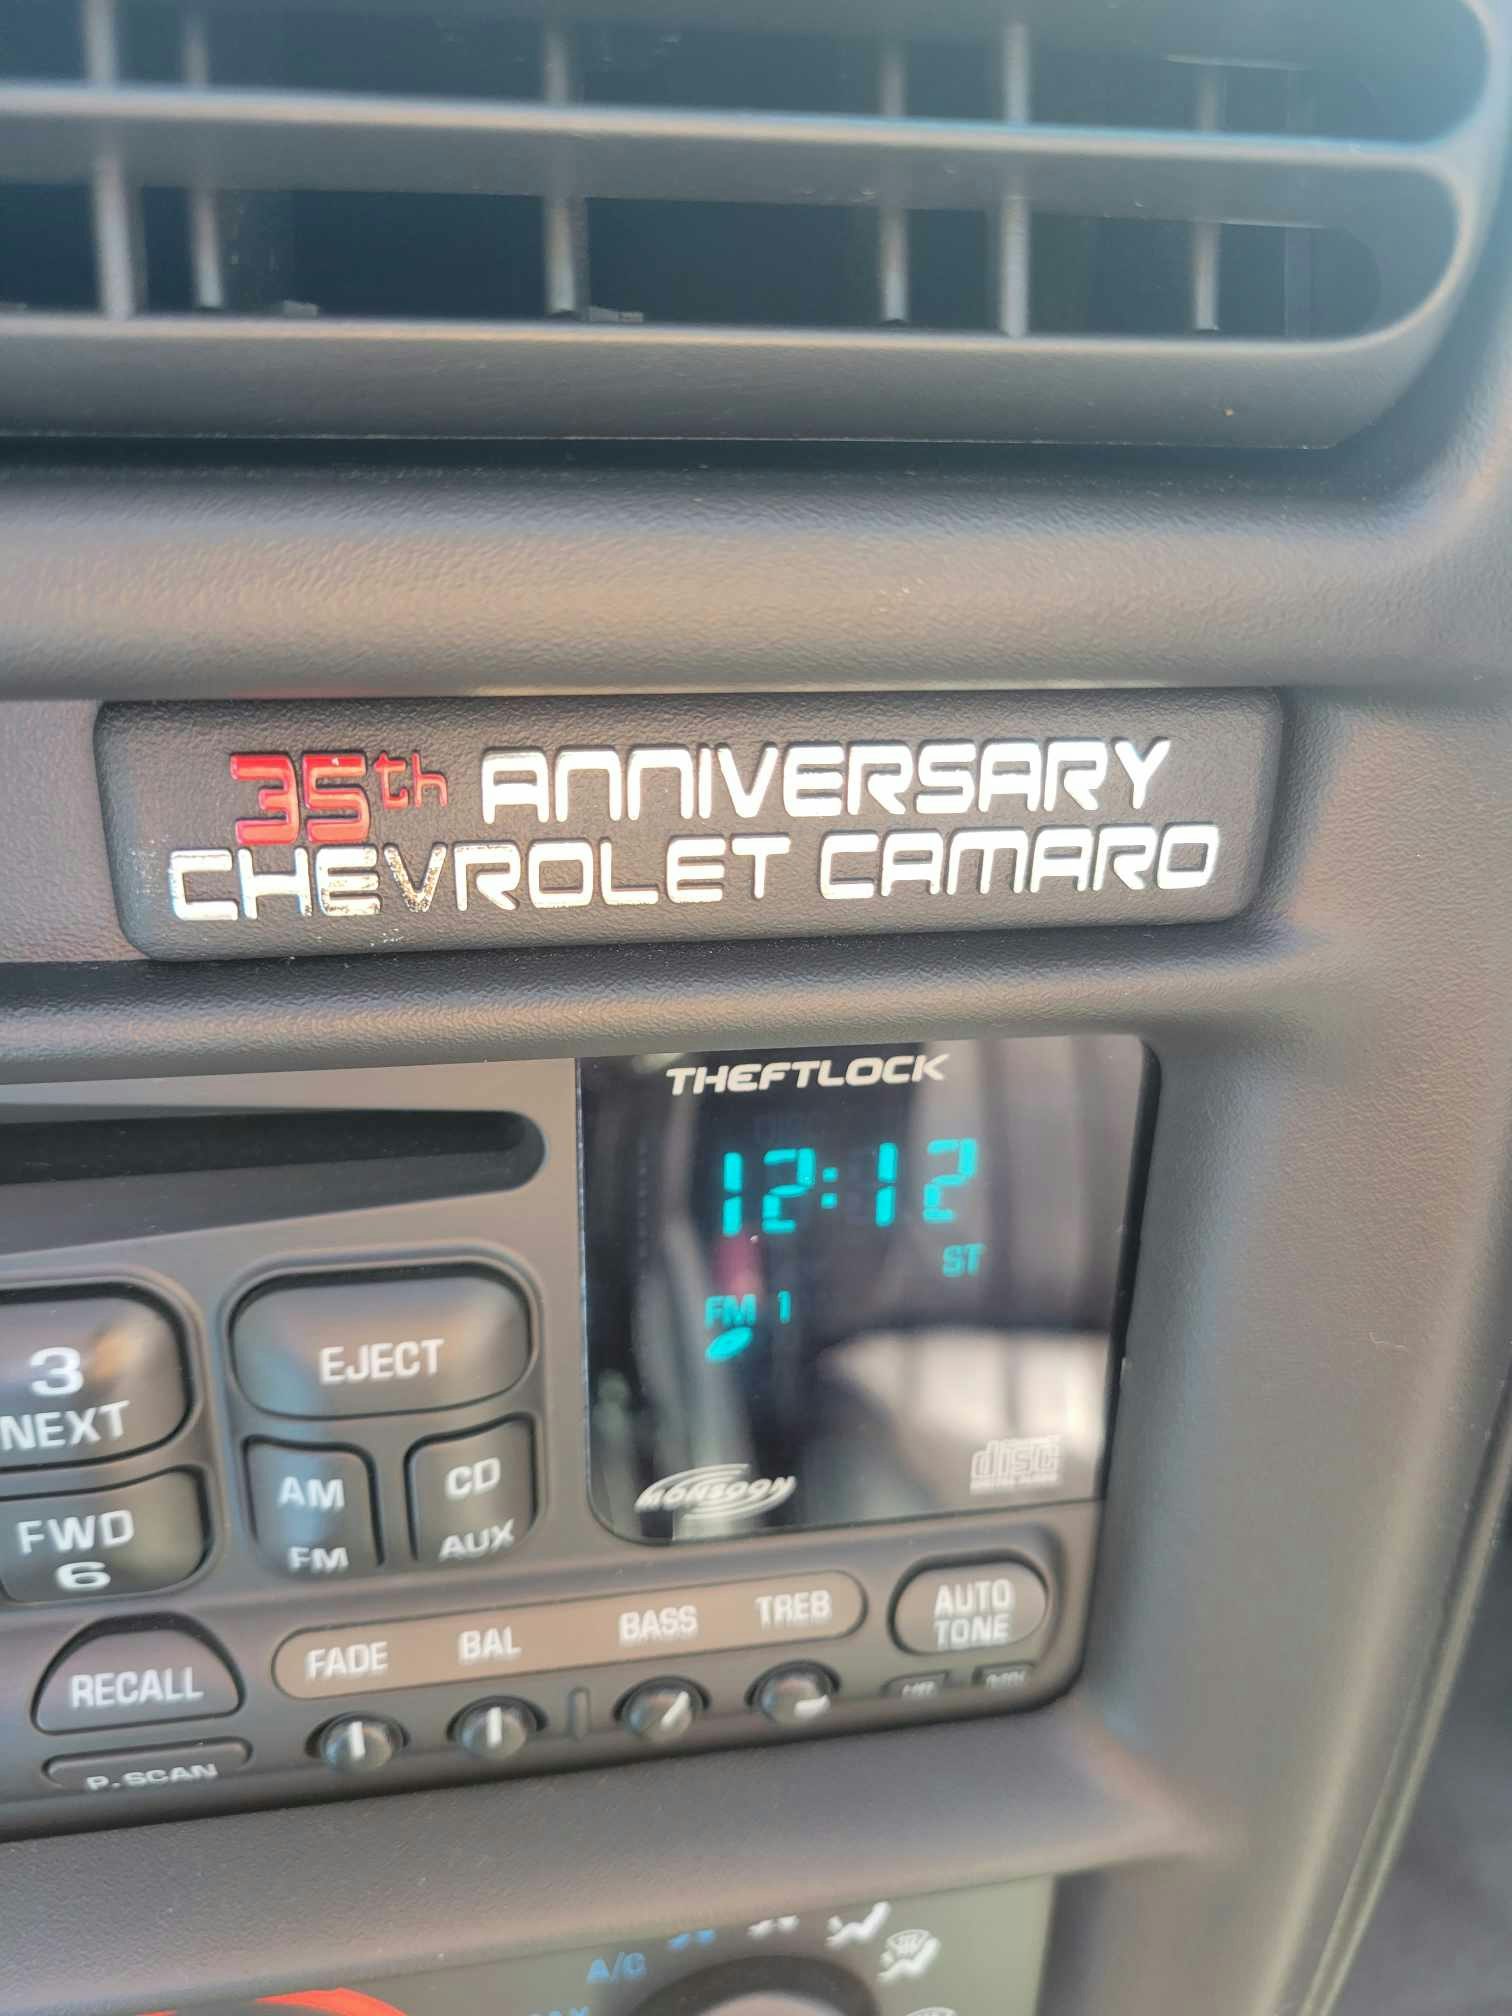 35th ANNIVERSARY
CHEVROLET CAMARO
THEFTLOCK
12:12
ST
FM 1
3
NEXT
EJECT
AM
FM
CD
AUX
FWD
6
MONSOON
disc
RECALL
P.SCAN
FADE BAL BASS TREB
AUTO
TONE
A/C